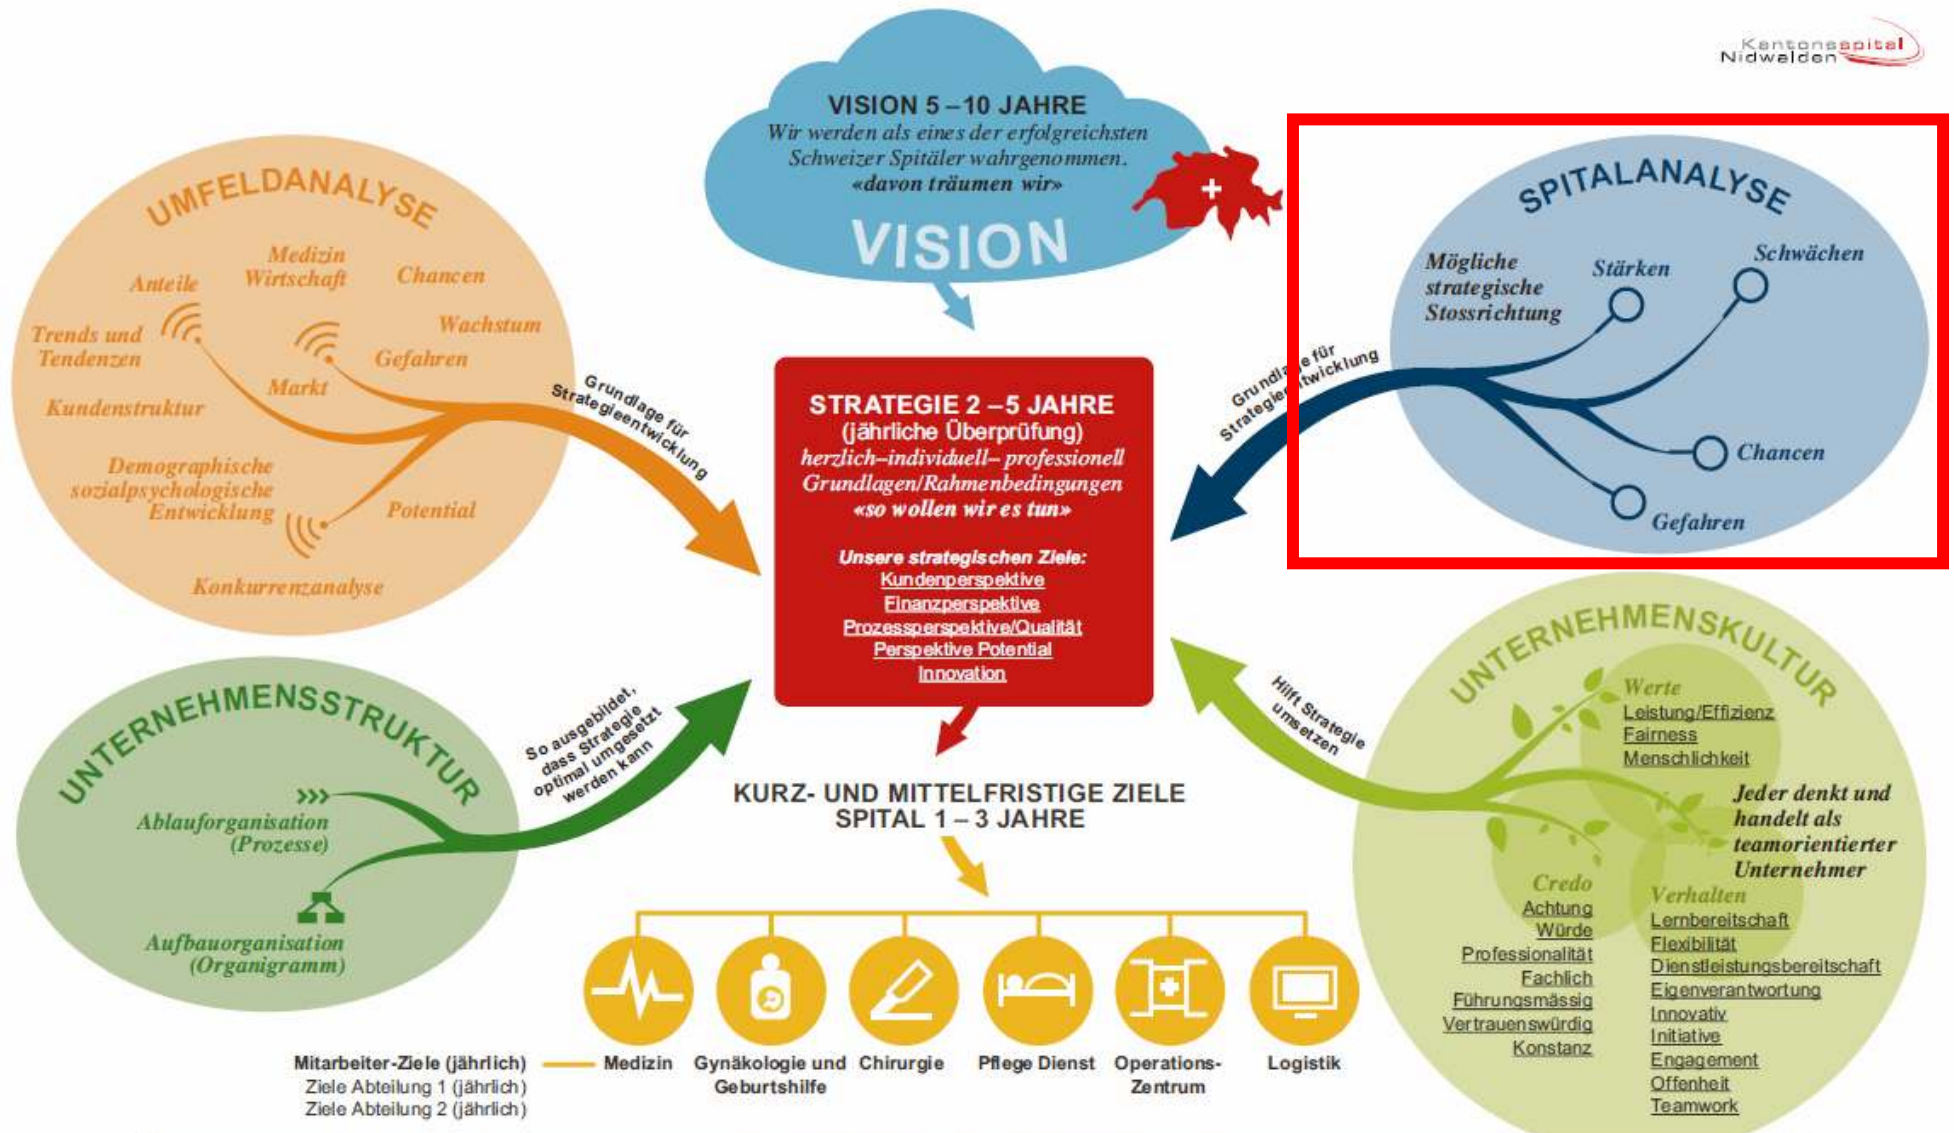 Kantonsspital
Nidwalden
VISION 5 – 10 JAHRE
Wir werden als eines der erfolgreichsten
Schweizer Spitäler wahrgenommen.
«davon träumen wir»
VISION
UMFELDANALYSE
Medizin
Wirtschaft
Anteile
Chancen
Trends und
Tendenzen
Wachstum
Gefahren
Markt
Kundenstruktur
Demographische
sozialpsychologische
Entwicklung
Potential
Konkurrenzanalyse
Grundlage für
Strategieentwicklung
SPITALANALYSE
Mögliche
strategische
Stossrichtung
Stärken
Schwächen
Chancen
Gefahren
Grundlage für
Strategieentwicklung
STRATEGIE 2 –5 JAHRE
(jährliche Überprüfung)
herzlich–individuell– professionell
Grundlagen/Rahmenbedingungen
«so wollen wir es tun»
Unsere strategischen Ziele:
Kundenperspektive
Finanzperspektive
Prozessperspektive/Qualität
Perspektive Potential
Innovation
UNTERNEHMENSSTRUKTUR
Ablauforganisation
(Prozesse)
Aufbauorganisation
(Organigramm)
So ausgebildet,
dass Strategie
optimal umgesetzt
werden kann
UNTERNEHMENSKULTUR
Werte
Leistung/Effizienz
Fairness
Menschlichkeit
Jeder denkt und
handelt als
teamorientierter
Unternehmer
Credo
Achtung
Würde
Professionalität
Fachlich
Führungsmässig
Vertrauenswürdig
Konstanz
Verhalten
Lernbereitschaft
Flexibilität
Dienstleistungsbereitschaft
Eigenverantwortung
Innovativ
Initiative
Engagement
Offenheit
Teamwork
Hilft Strategie
umsetzen
KURZ- UND MITTELFRISTIGE ZIELE
SPITAL 1 – 3 JAHRE
Mitarbeiter-Ziele (jährlich)
Ziele Abteilung 1 (jährlich)
Ziele Abteilung 2 (jährlich)
Medizin
Gynäkologie und
Geburtshilfe
Chirurgie
Pflege Dienst
Operations-
Zentrum
Logistik